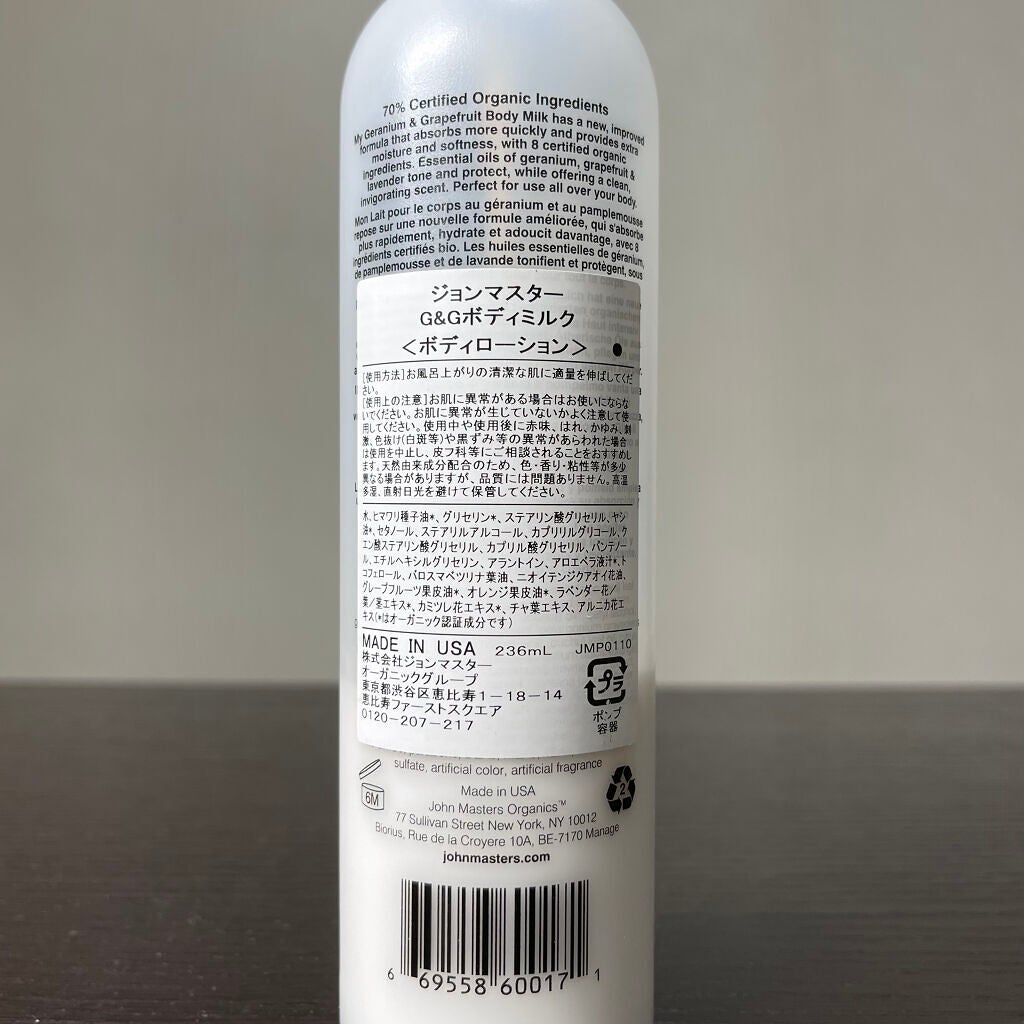 70% Certified Organic Ingredients
My Geranium & Grapefruit Body Milk has a new, improved
formula that absorbs more quickly and provides extra
moisture and softness, with 8 certified organic
ingredients. Essential oils of geranium, grapefruit &
lavender tone and protect, while offering a clean,
invigorating scent. Perfect for use all over your body.
Mon Lait pour le corps au géranium et au pamplemousse
repose sur une nouvelle formule améliorée, qui s'absorbe
plus rapidement, hydrate et adoucit davantage, avec 8
ingrédients certifiés bio. Les huiles essentielles de géranium,
de pamplemousse et de lavande tonifient et protègent, sous
ジョンマスター
G&Gボディミルク
<ボディローション> ●
[使用方法]お風呂上がりの清潔な肌に適量を伸ばしてくだ
さい。
[使用上の注意]お肌に異常がある場合はお使いにならな
いでください。お肌に異常が生じていないかよく注意して使
用してください。使用中や使用後に赤味、はれ、かゆみ、刺
激、色抜け(白斑等)や黒ずみ等の異常があらわれた場合
は使用を中止し、皮フ科等にご相談されることをおすすめし
ます。天然由来成分配合のため、色・香り・粘性等が多少
異なる場合がありますが、品質には問題ありません。高温
多湿、直射日光を避けて保管してください。
水、ヒマワリ種子油*、グリセリン*、ステアリン酸グリセリル、ヤシ
油*、セタノール、ステアリルアルコール、カプリリルグリコール、ク
エン酸ステアリン酸グリセリル、カプリル酸グリセリル、パンテノー
ル、エチルヘキシルグリセリン、アラントイン、アロエベラ液汁*、ト
コフェロール、バロスマベツリナ葉油、ニオイテンジクアオイ花油、
グレープフルーツ果皮油*、オレンジ果皮油*、ラベンダー花/
葉/茎エキス*、カミツレ花エキス*、チャ葉エキス、アルニカ花エ
キス(*はオーガニック認証成分です)
MADE IN USA 236mL JMP0110
株式会社ジョンマスター
オーガニックグループ
東京都渋谷区恵比寿1-18-14
恵比寿ファーストスクエア
0120-207-217
プラ
ポンプ
容器
sulfate, artificial color, artificial fragrance
6M
Made in USA
John Masters Organics™
77 Sullivan Street New York, NY 10012
Biorius, Rue de la Croyere 10A, BE-7170 Manage
johnmasters.com
2
6 69558 60017 1